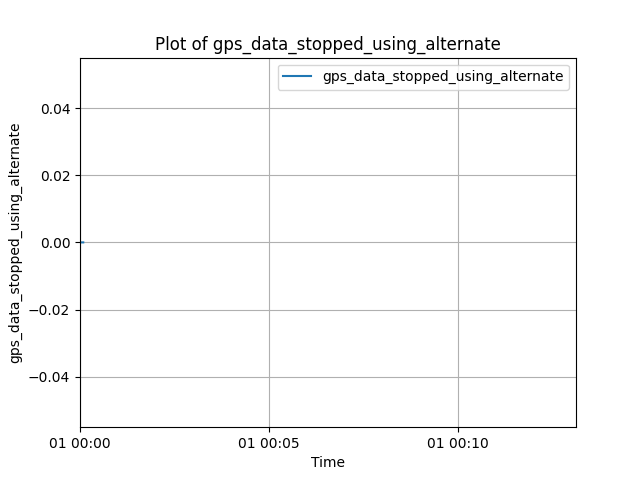 Plot of gps_data_stopped_using_alternate
gps_data_stopped_using_alternate
0.04
0.02
0.00
−0.02
−0.04
gps_data_stopped_using_alternate
01 00:00
01 00:05
01 00:10
Time